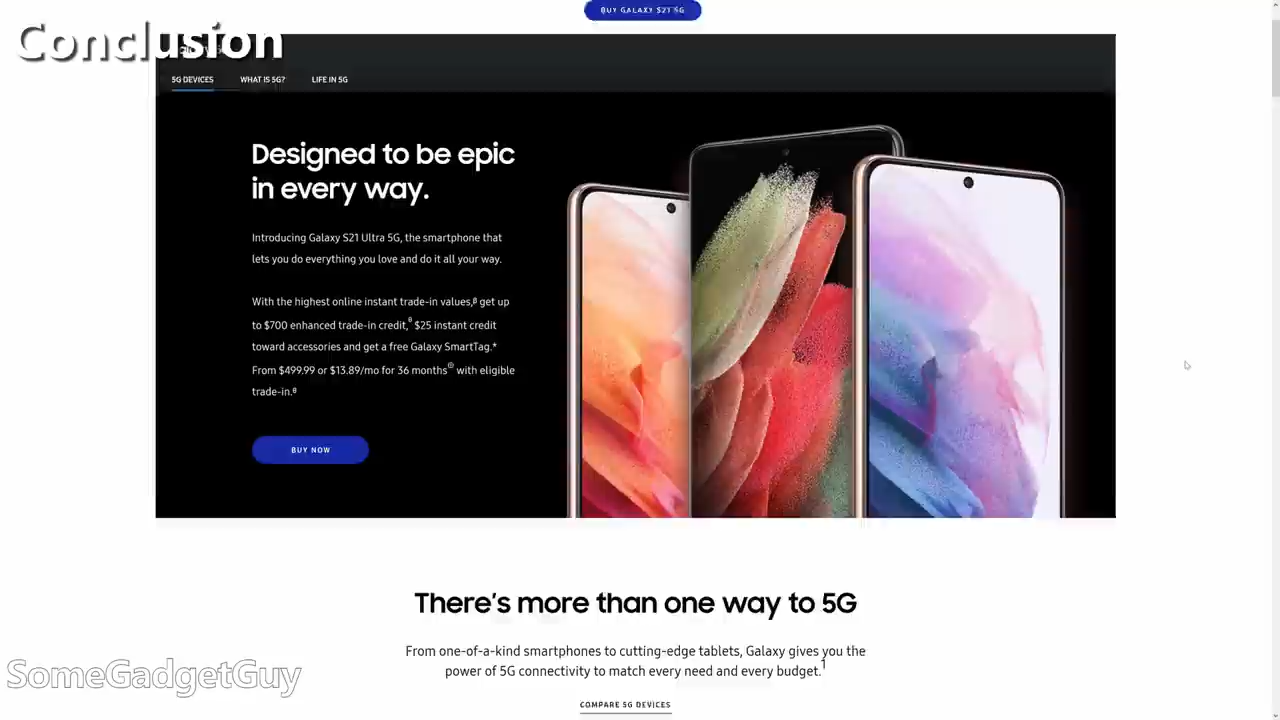 BUY GALAXY S21 5G
Conclusion
5G DEVICES WHAT IS 5G? LIFE IN 5G
Designed to be epic
in every way.
Introducing Galaxy S21 Ultra 5G, the smartphone that
lets you do everything you love and do it all your way.
With the highest online instant trade-in values,θ get up
to $700 enhanced trade-in credit,θ $25 instant credit
toward accessories and get a free Galaxy SmartTag.*
From $499.99 or $13.89/mo for 36 months with eligible
trade-in.θ
BUY NOW
There's more than one way to 5G
From one-of-a-kind smartphones to cutting-edge tablets, Galaxy gives you the
power of 5G connectivity to match every need and every budget.1
COMPARE 5G DEVICES
SomeGadgetGuy